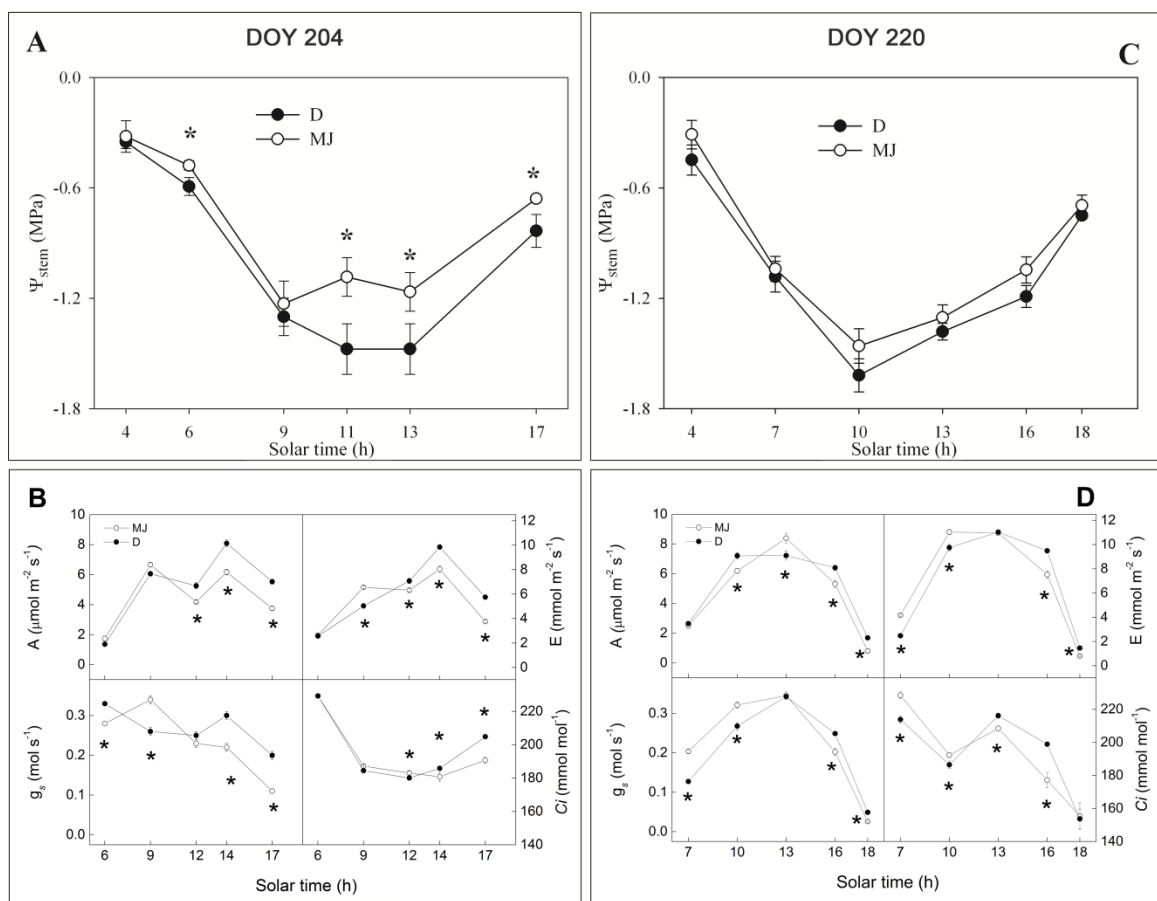 A
DOY 204
0.0
-0.6
-1.2
-1.8
Ψstem (MPa)
D
MJ
*
*
*
*
4 6 9 11 13 17
Solar time (h)
DOY 220
C
0.0
-0.6
-1.2
-1.8
Ψstem (MPa)
D
MJ
4 7 10 13 16 18
Solar time (h)
B
MJ
D
10
8
6
4
2
0
A (μmol m-2 s-1)
* * *
12
10
8
6
4
2
0
E (mmol m-2 s-1)
* * * *
0.3
0.2
0.1
0.0
gs (mol s-1)
* * * *
220
200
180
160
140
Ci (mmol mol-1)
* * *
6 9 12 14 17
6 9 12 14 17
Solar time (h)
D
MJ
D
10
8
6
4
2
0
A (μmol m-2 s-1)
* * * *
12
10
8
6
4
2
0
E (mmol m-2 s-1)
* * * *
0.3
0.2
0.1
0.0
gs (mol s-1)
* * * *
220
200
180
160
140
Ci (mmol mol-1)
* * * *
7 10 13 16 18
7 10 13 16 18
Solar time (h)